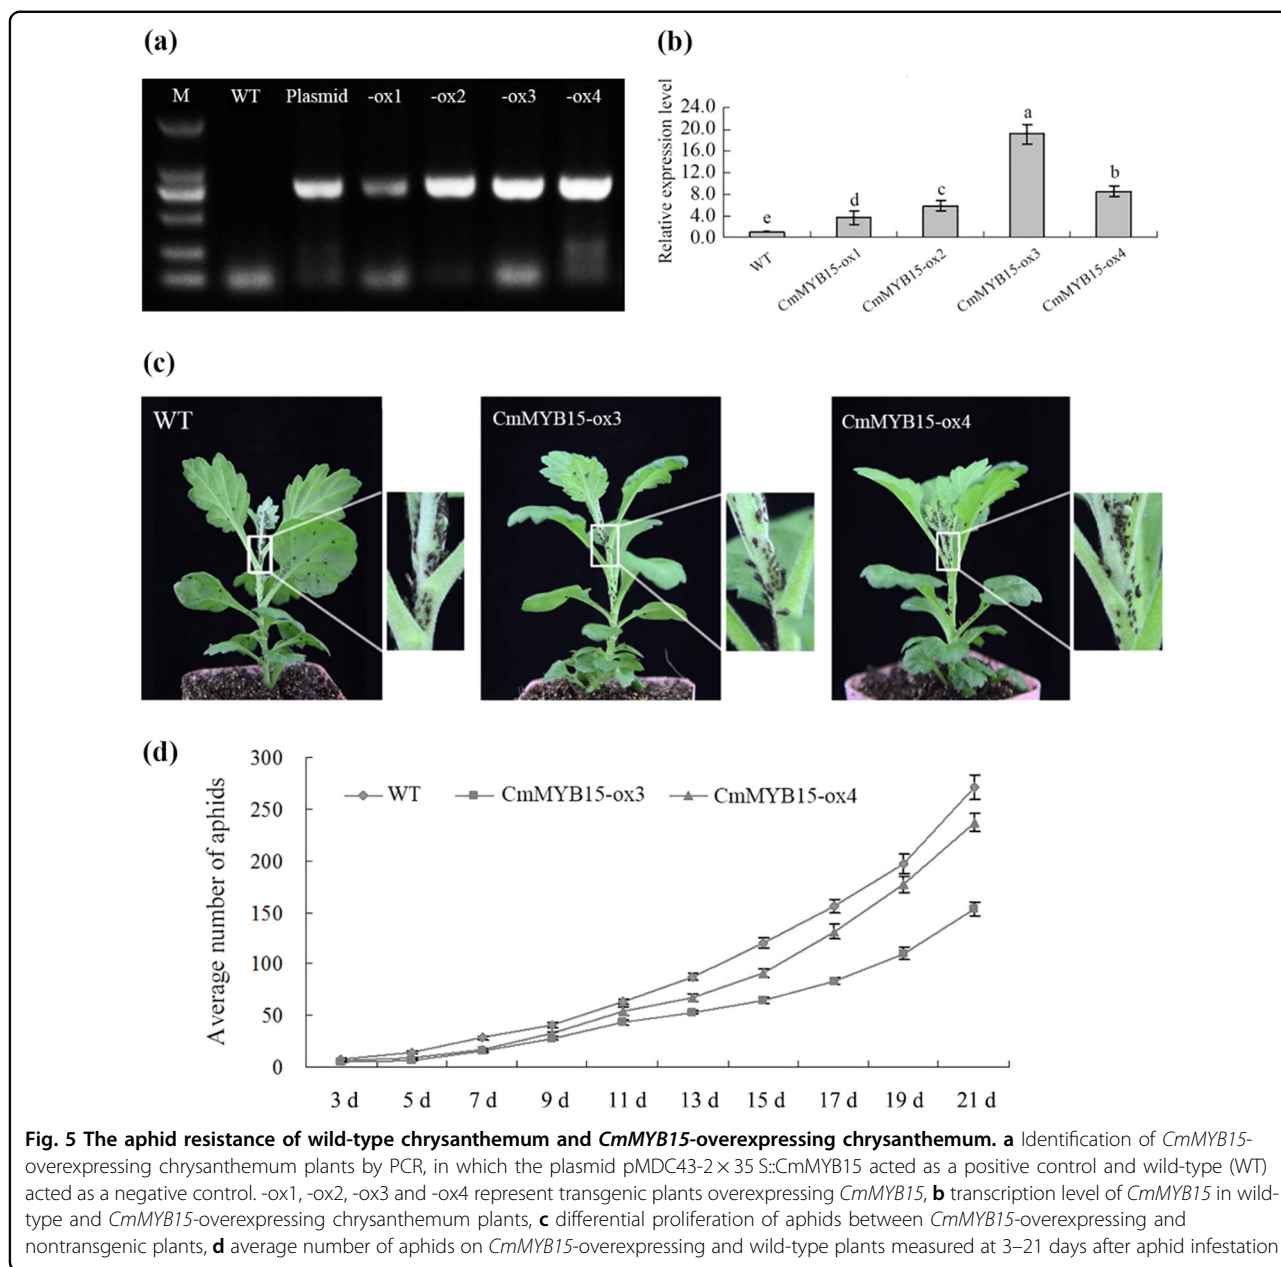 (a)
M WT Plasmid -ox1 -ox2 -ox3 -ox4
(b)
Relative expression level
24.0
20.0
16.0
12.0
8.0
4.0
0.0
e
d
c
a
b
WT
CmMYB15-ox1
CmMYB15-ox2
CmMYB15-ox3
CmMYB15-ox4
(c)
WT
CmMYB15-ox3
CmMYB15-ox4
(d)
Average number of aphids
300
250
200
150
100
50
0
WT CmMYB15-ox3 CmMYB15-ox4
3 d 5 d 7 d 9 d 11 d 13 d 15 d 17 d 19 d 21 d
Fig. 5 The aphid resistance of wild-type chrysanthemum and CmMYB15-overexpressing chrysanthemum. a Identification of CmMYB15-
overexpressing chrysanthemum plants by PCR, in which the plasmid pMDC43-2 × 35 S::CmMYB15 acted as a positive control and wild-type (WT)
acted as a negative control. -ox1, -ox2, -ox3 and -ox4 represent transgenic plants overexpressing CmMYB15, b transcription level of CmMYB15 in wild-
type and CmMYB15-overexpressing chrysanthemum plants, c differential proliferation of aphids between CmMYB15-overexpressing and
nontransgenic plants, d average number of aphids on CmMYB15-overexpressing and wild-type plants measured at 3–21 days after aphid infestation